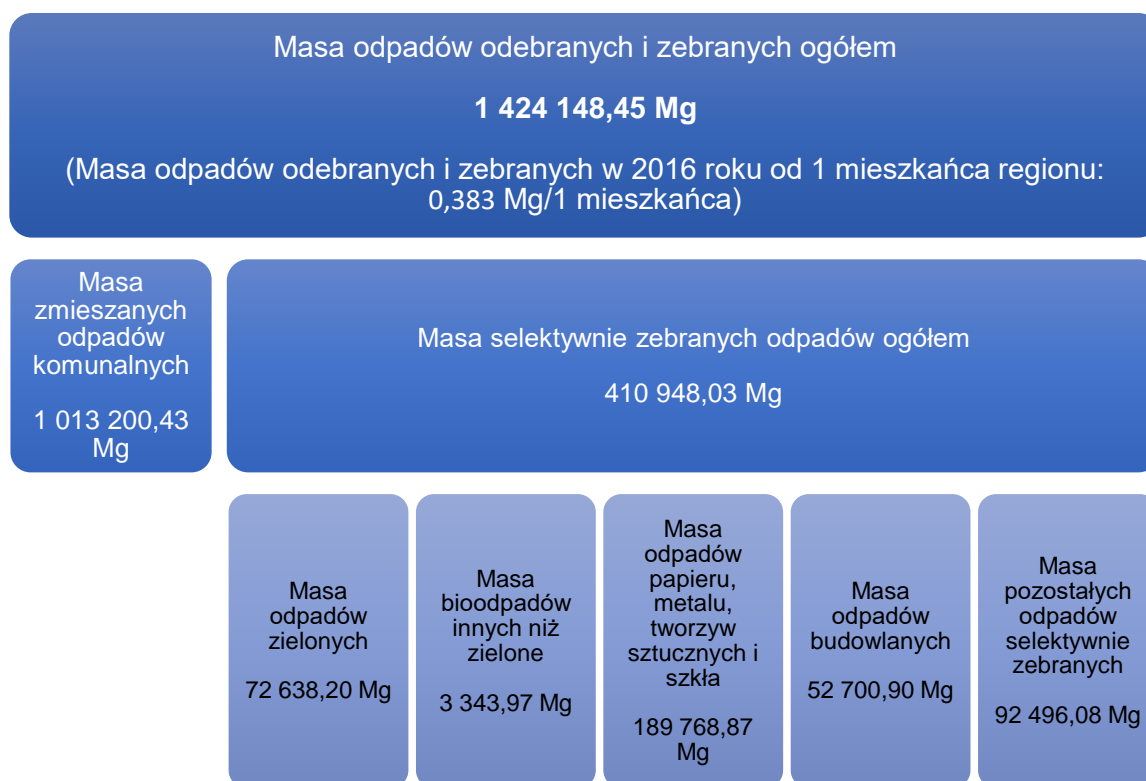 Masa odpadów odebranych i zebranych ogółem
1 424 148,45 Mg
(Masa odpadów odebranych i zebranych w 2016 roku od 1 mieszkańca regionu:
0,383 Mg/1 mieszkańca)
Masa
zmieszanych
odpadów
komunalnych
1 013 200,43
Mg
Masa selektywnie zebranych odpadów ogółem
410 948,03 Mg
Masa
odpadów
zielonych
72 638,20 Mg
Masa
bioodpadów
innych niż
zielone
3 343,97 Mg
Masa
odpadów
papieru,
metalu,
tworzyw
sztucznych i
szkła
189 768,87
Mg
Masa
odpadów
budowlanych
52 700,90 Mg
Masa
pozostałych
odpadów
selektywnie
zebranych
92 496,08 Mg